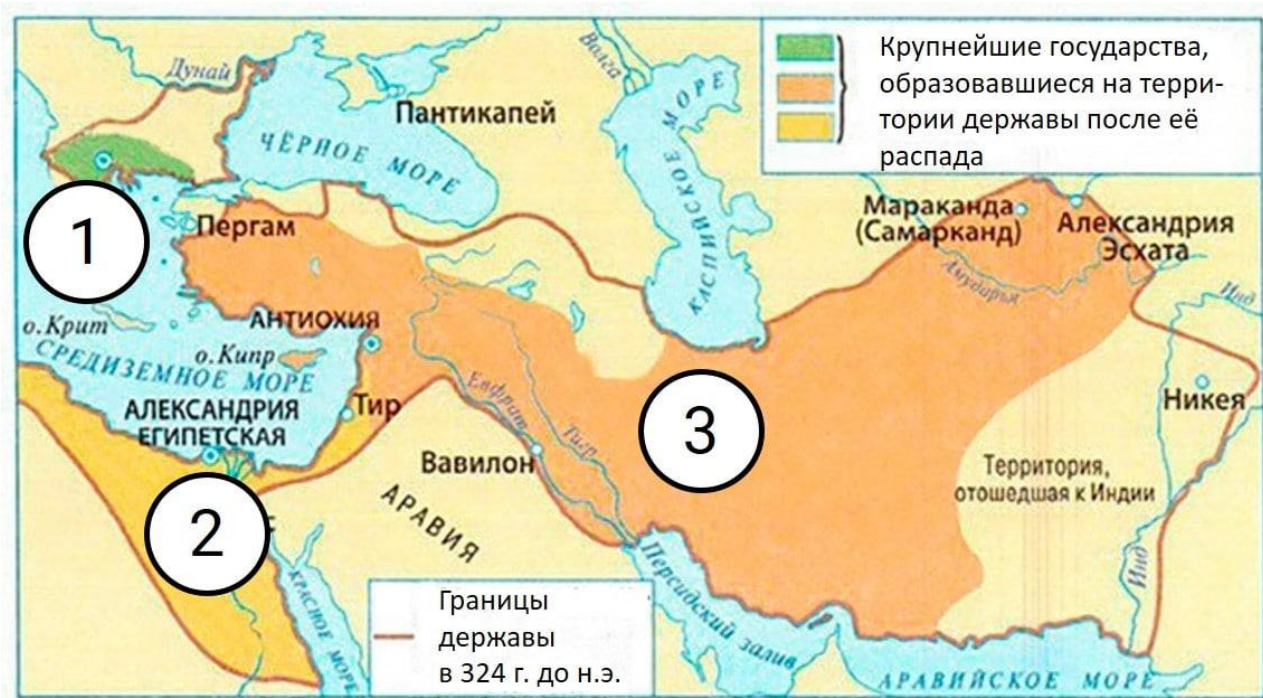 Крупнейшие государства,
образовавшиеся на терри-
тории державы после её
распада
Волга
Дунай
Пантикапей
ЧЁРНОЕ МОРЕ
КАСПИЙСКОЕ МОРЕ
Мараканда
(Самарканд)
Александрия
Эсхата
Амударья
Инд
1
Пергам
АНТИОХИЯ
о.Крит
о.Кипр
СРЕДИЗЕМНОЕ МОРЕ
АЛЕКСАНДРИЯ
ЕГИПЕТСКАЯ
Тир
Евфрат
Тигр
3
Никея
Вавилон
Территория,
отошедшая к Индии
АРАВИЯ
2
КРАСНОЕ МОРЕ
Персидский залив
Инд
АРАВИЙСКОЕ МОРЕ
Границы
державы
в 324 г. до н.э.